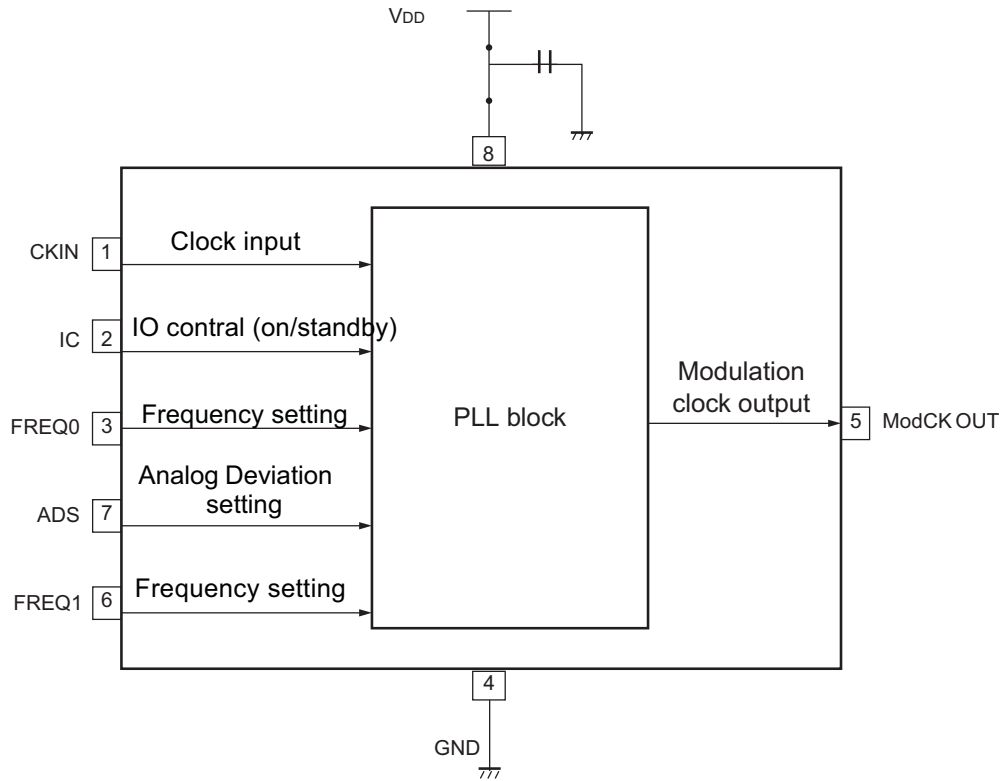 VDD
8
CKIN 1 Clock input
IC 2 IO contral (on/standby)
FREQ0 3 Frequency setting
ADS 7 Analog Deviation
setting
FREQ1 6 Frequency setting
PLL block
Modulation
clock output
5 ModCK OUT
4
GND